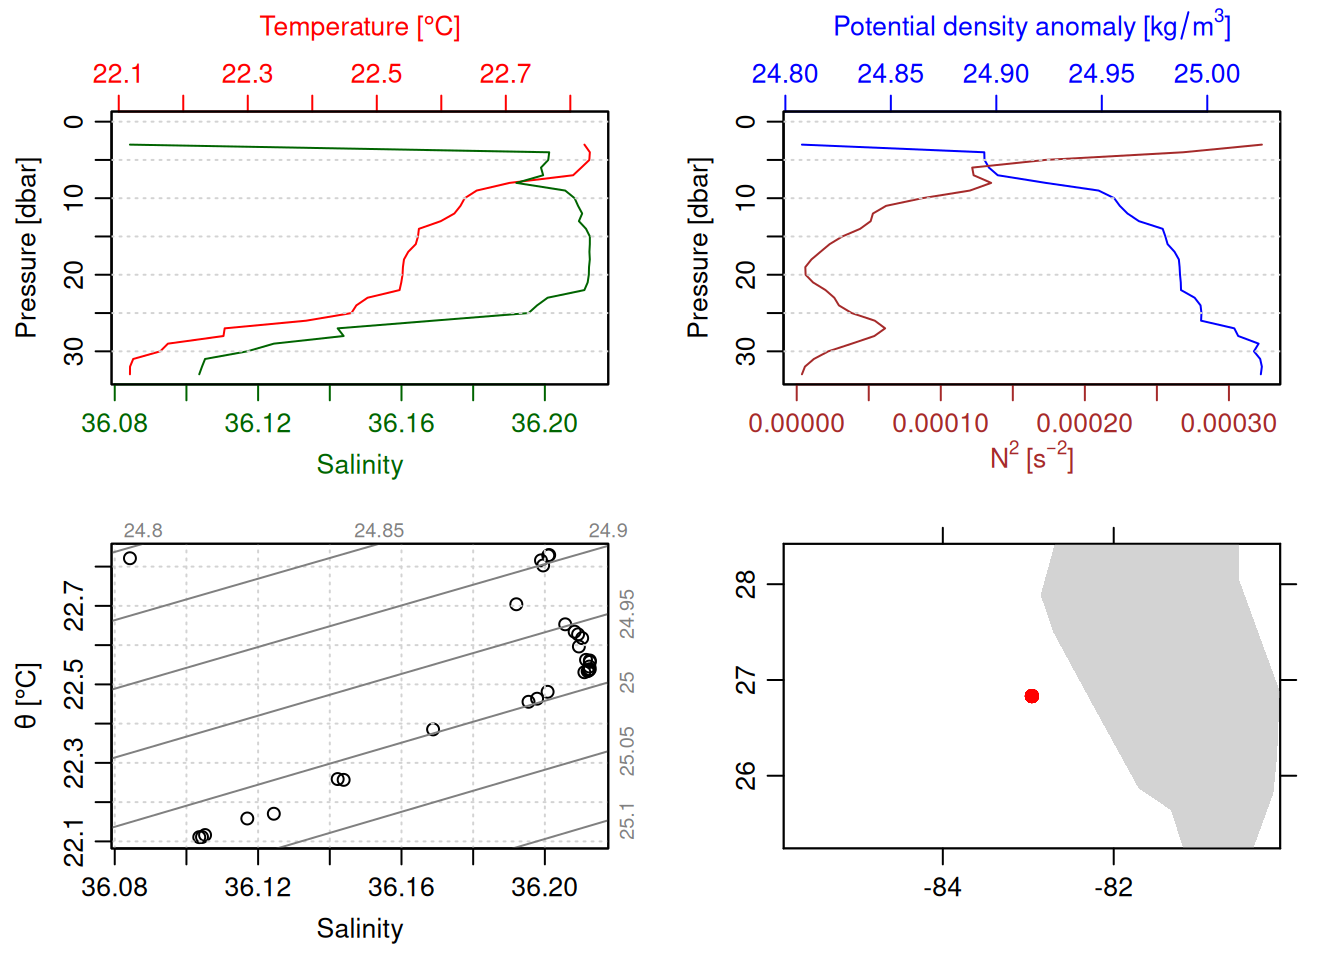 Temperature [°C]
22.1 22.3 22.5 22.7
Pressure [dbar]
0
10
20
30
36.08 36.12 36.16 36.20
Salinity
Potential density anomaly [kg/m³]
24.80 24.85 24.90 24.95 25.00
Pressure [dbar]
0
10
20
30
0.00000 0.00010 0.00020 0.00030
N² [s⁻²]
24.8 24.85 24.9
24.95
25
25.05
25.1
θ [°C]
22.7
22.5
22.3
22.1
36.08 36.12 36.16 36.20
Salinity
28
27
26
-84 -82